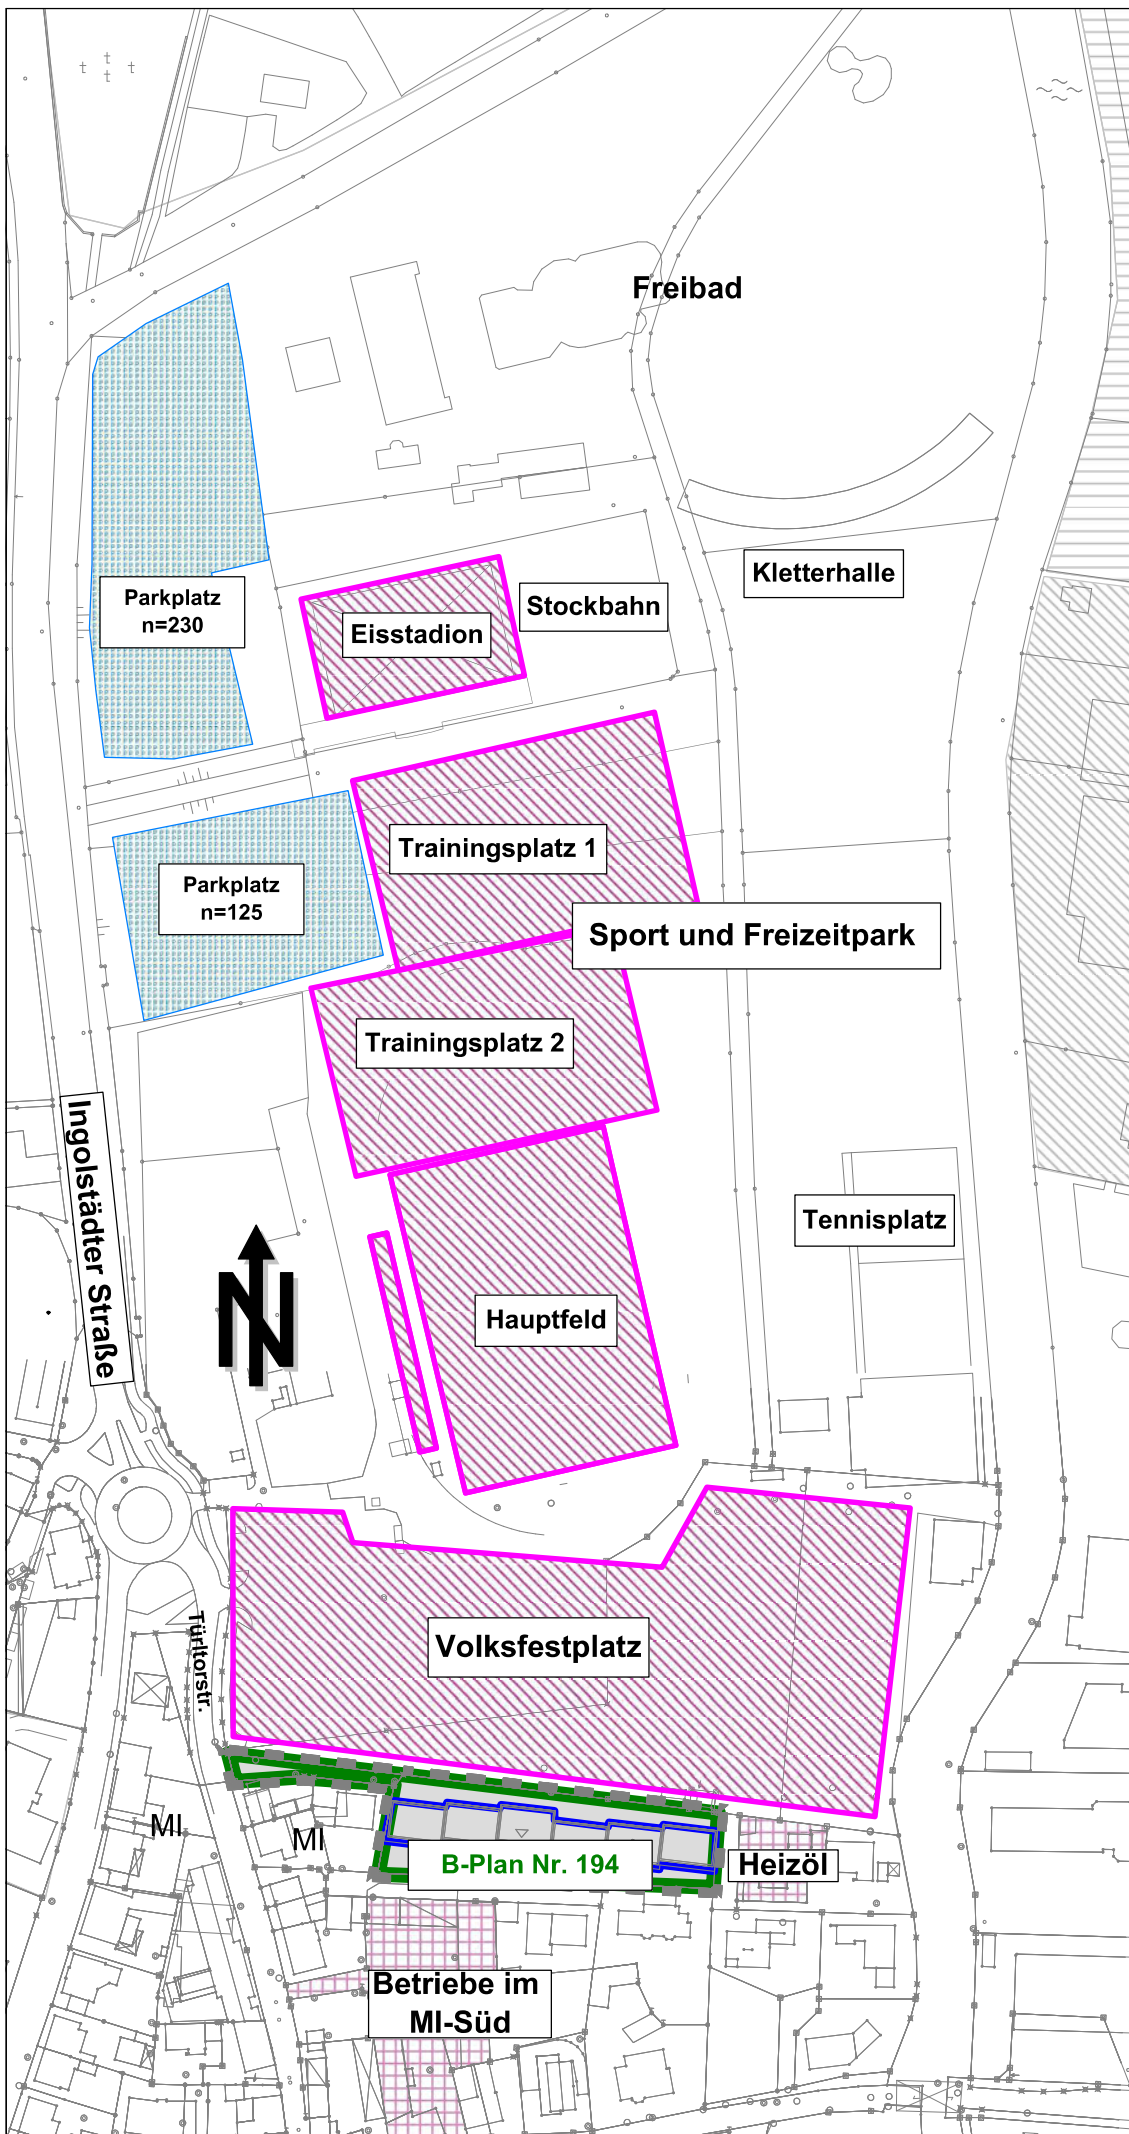 Freibad
Kletterhalle
Stockbahn
Parkplatz
n=230
Eisstadion
Trainingsplatz 1
Parkplatz
n=125
Sport und Freizeitpark
Trainingsplatz 2
Ingolstädter Straße
Tennisplatz
N
Hauptfeld
Türltorstr.
Volksfestplatz
MI
MI
B-Plan Nr. 194
Heizöl
Betriebe im
MI-Süd